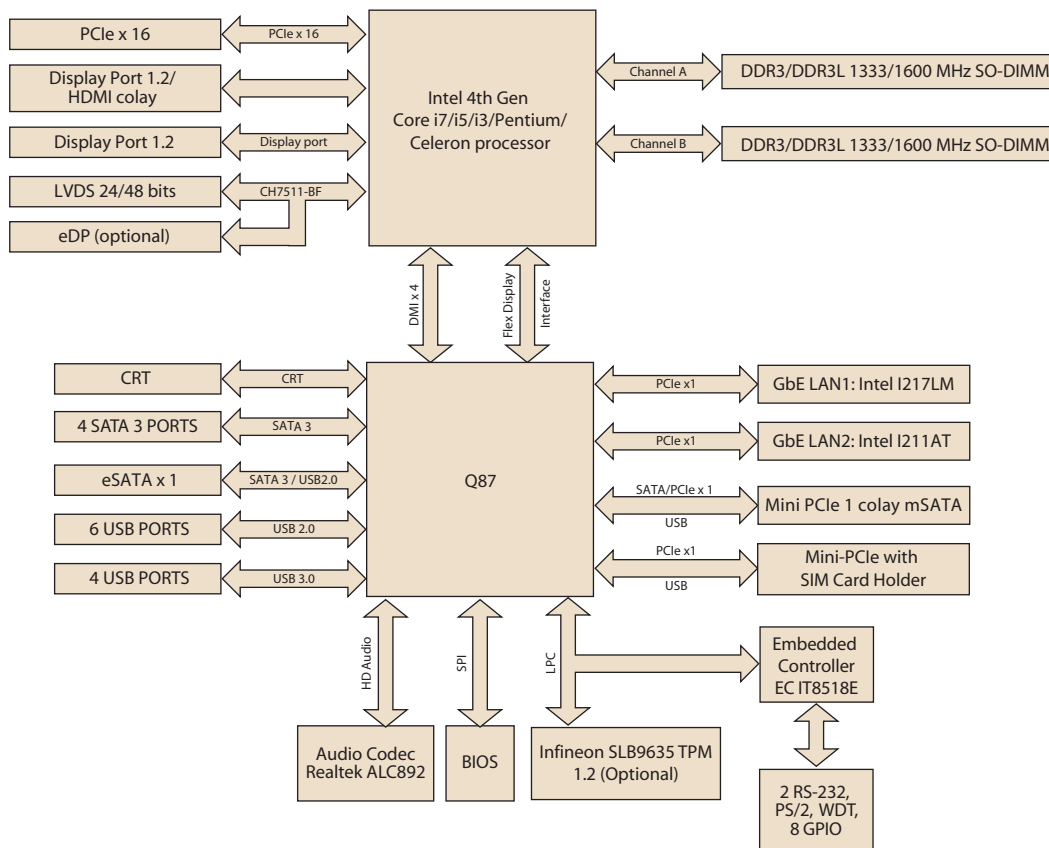 PCIe x 16
PCIe x 16
Display Port 1.2/
HDMI colay
Display Port 1.2
Display port
LVDS 24/48 bits
CH7511-BF
eDP (optional)
Intel 4th Gen
Core i7/i5/i3/Pentium/
Celeron processor
Channel A
DDR3/DDR3L 1333/1600 MHz SO-DIMM
Channel B
DDR3/DDR3L 1333/1600 MHz SO-DIMM
DMI x 4
Flex Display
Interface
CRT
CRT
4 SATA 3 PORTS
SATA 3
eSATA x 1
SATA 3 / USB2.0
6 USB PORTS
USB 2.0
4 USB PORTS
USB 3.0
Q87
PCIe x1
GbE LAN1: Intel I217LM
PCIe x1
GbE LAN2: Intel I211AT
SATA/PCIe x 1
USB
Mini PCIe 1 colay mSATA
PCIe x1
USB
Mini-PCIe with
SIM Card Holder
HD Audio
SPI
LPC
Embedded
Controller
EC IT8518E
Audio Codec
Realtek ALC892
BIOS
Infineon SLB9635 TPM
1.2 (Optional)
2 RS-232,
PS/2, WDT,
8 GPIO